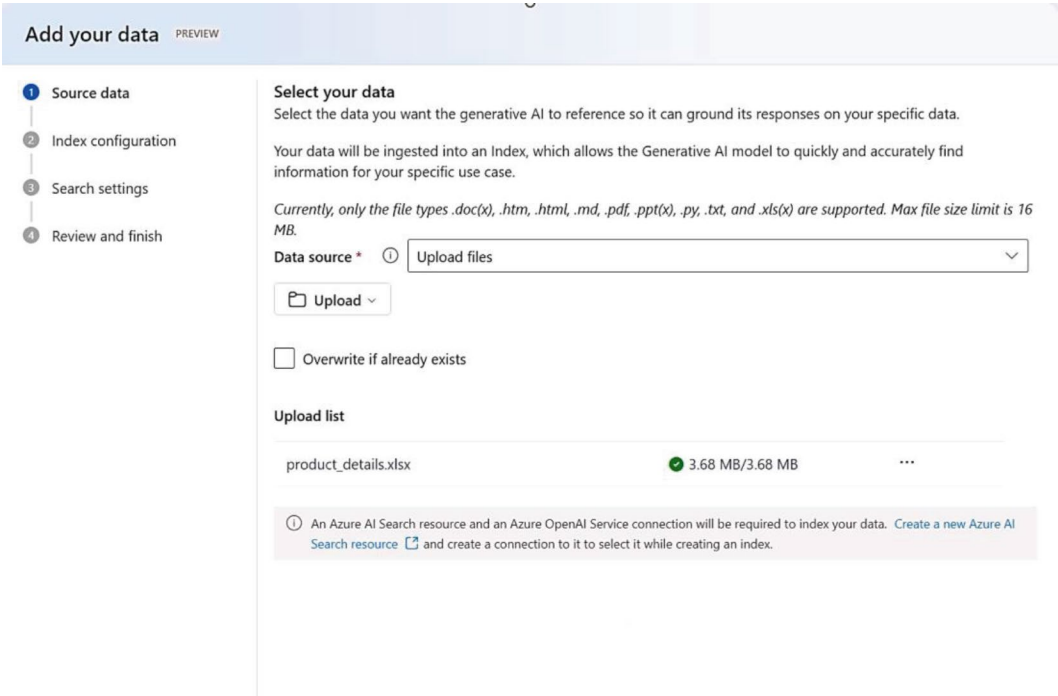 Add your data PREVIEW
1 Source data
2 Index configuration
3 Search settings
4 Review and finish
Select your data
Select the data you want the generative AI to reference so it can ground its responses on your specific data.
Your data will be ingested into an Index, which allows the Generative AI model to quickly and accurately find
information for your specific use case.
Currently, only the file types .doc(x), .htm, .html, .md, .pdf, .ppt(x), .py, .txt, and .xls(x) are supported. Max file size limit is 16
MB.
Data source * Upload files
Upload
Overwrite if already exists
Upload list
product_details.xlsx 3.68 MB/3.68 MB ...
An Azure AI Search resource and an Azure OpenAI Service connection will be required to index your data. Create a new Azure AI
Search resource and create a connection to it to select it while creating an index.